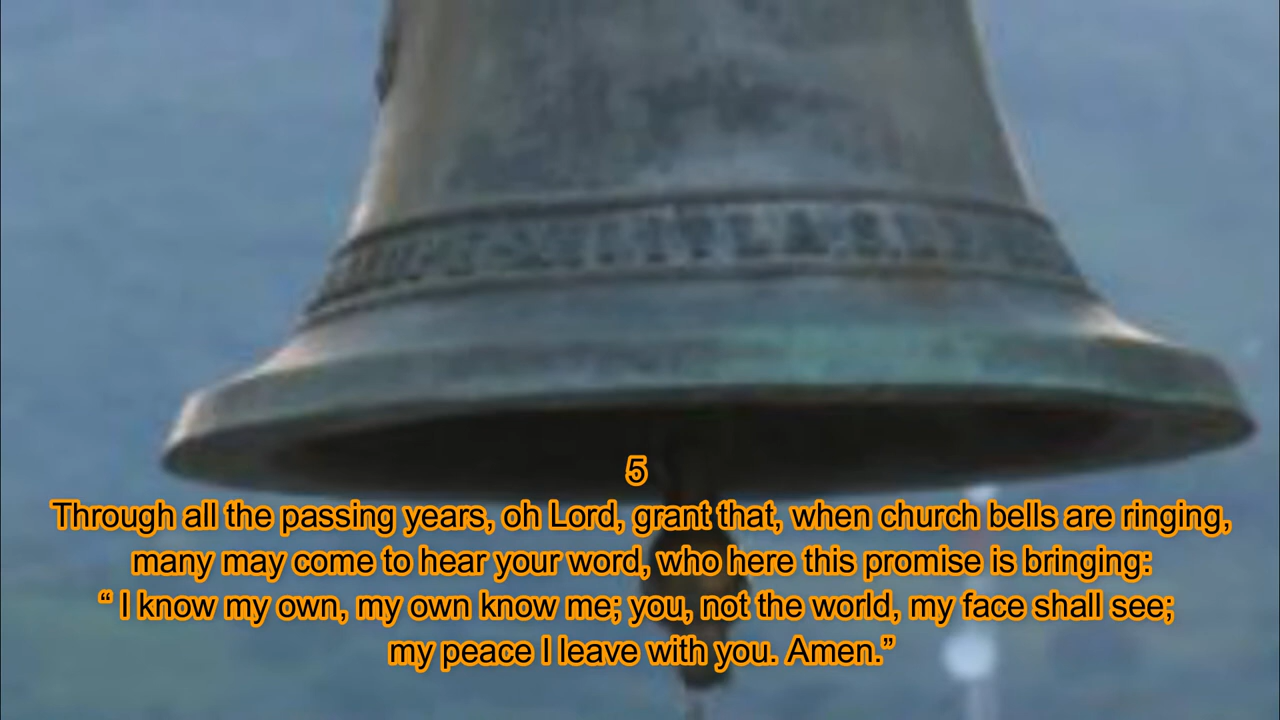 5
Through all the passing years, oh Lord, grant that, when church bells are ringing,
many may come to hear your word, who here this promise is bringing:
“ I know my own, my own know me; you, not the world, my face shall see;
my peace I leave with you. Amen.”